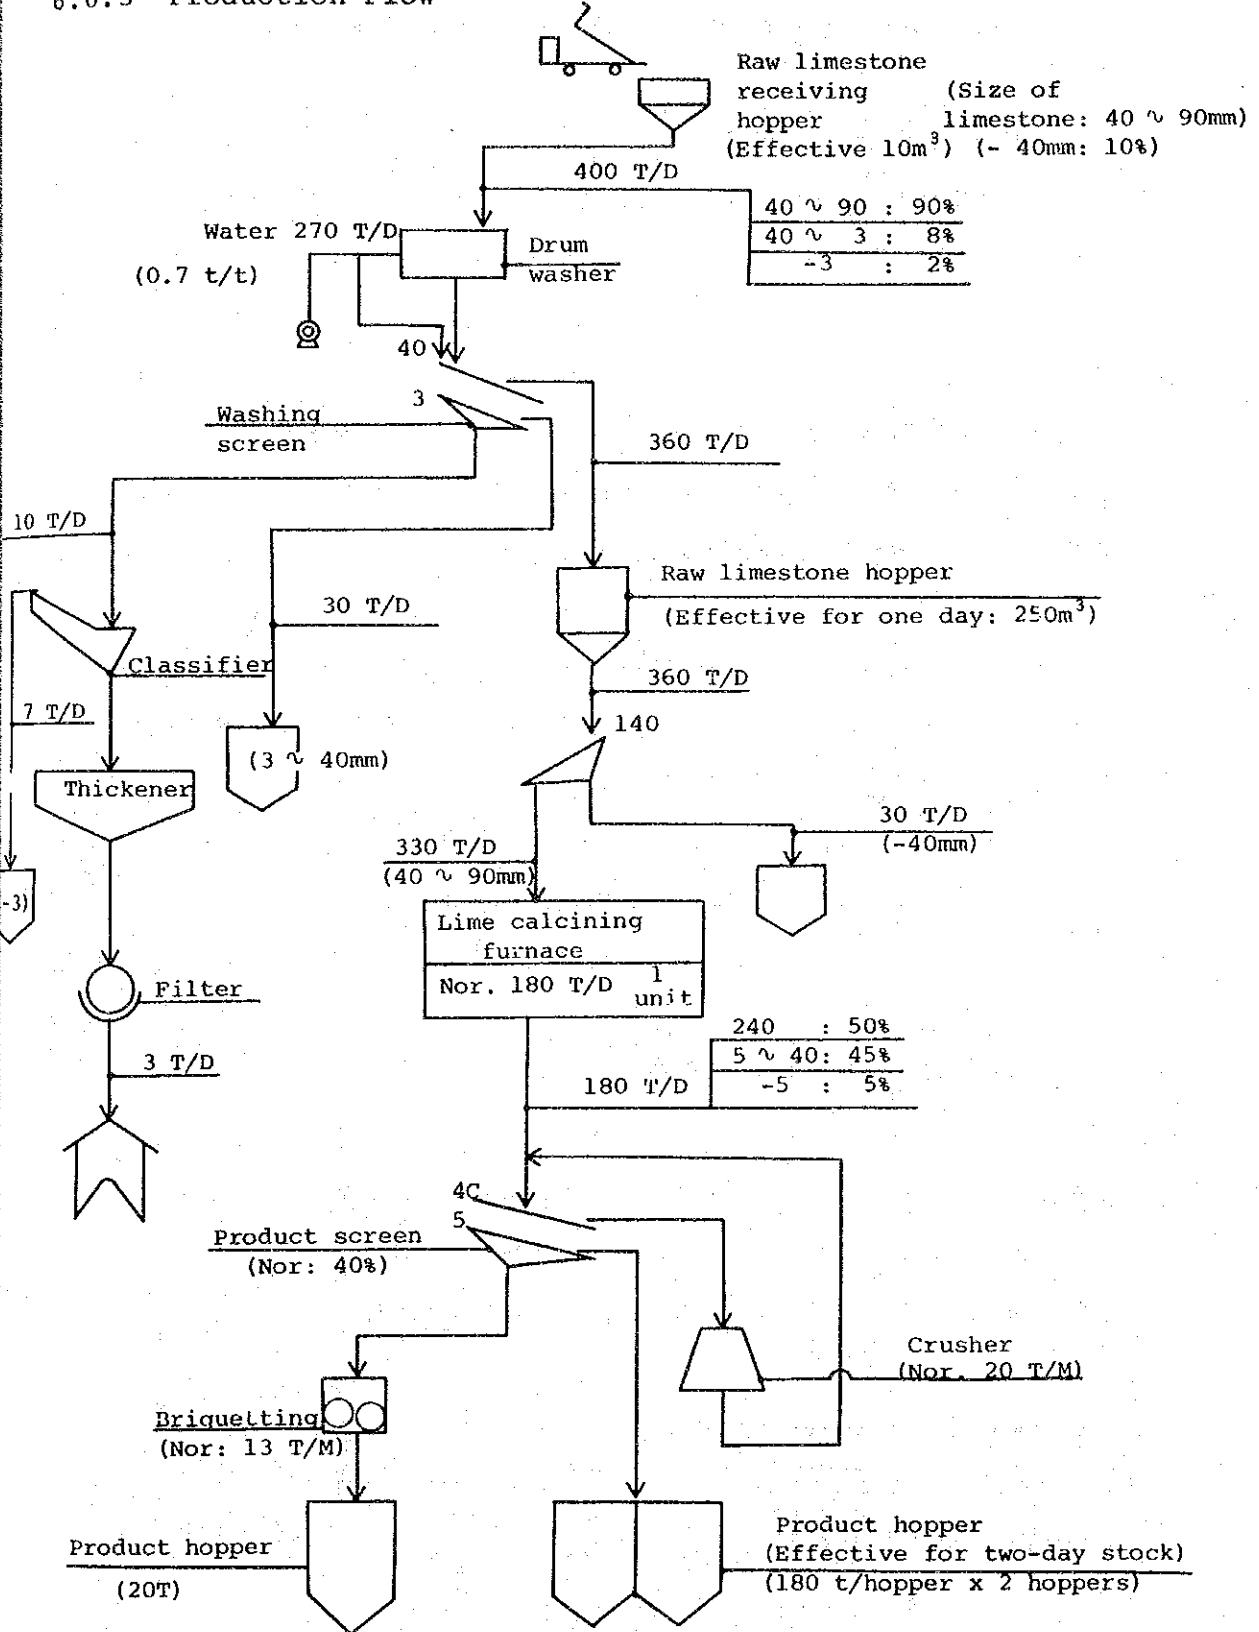 6.0.3 Production Flow
Raw limestone
receiving (Size of
hopper limestone: 40 ~ 90mm)
(Effective 10m³) (- 40mm: 10%)
400 T/D
40 ~ 90 : 90%
40 ~ 3 : 8%
-3 : 2%
Water 270 T/D
(0.7 t/t)
Drum
washer
40
3
Washing
screen
360 T/D
10 T/D
Raw limestone hopper
(Effective for one day: 250m³)
30 T/D
Classifier
360 T/D
7 T/D
140
(3 ~ 40mm)
Thickener
30 T/D
(-40mm)
330 T/D
(40 ~ 90mm)
-3)
Lime calcining
furnace
Nor. 180 T/D 1
unit
Filter
240 : 50%
5 ~ 40: 45%
-5 : 5%
180 T/D
3 T/D
4C
5
Product screen
(Nor: 40%)
Crusher
(Nor. 20 T/M)
Briquetting
(Nor: 13 T/M)
Product hopper
(20T)
Product hopper
(Effective for two-day stock)
(180 t/hopper x 2 hoppers)